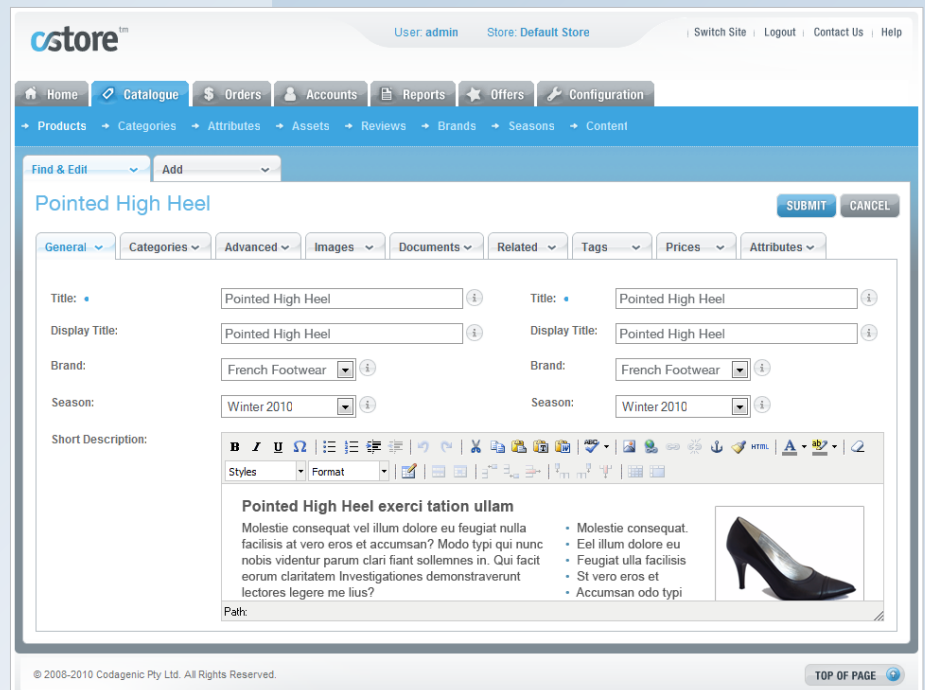 cstore™
User: admin Store: Default Store
Switch Site Logout Contact Us Help
Home Catalogue Orders Accounts Reports Offers Configuration
Products Categories Attributes Assets Reviews Brands Seasons Content
Find & Edit Add
Pointed High Heel SUBMIT CANCEL
General Categories Advanced Images Documents Related Tags Prices Attributes
Title: Pointed High Heel Title: Pointed High Heel
Display Title: Pointed High Heel Display Title: Pointed High Heel
Brand: French Footwear Brand: French Footwear
Season: Winter 2010 Season: Winter 2010
Short Description:
B I U Ω ABC HTML A ab
Styles Format
Pointed High Heel exerci tation ullam
Molestie consequat vel illum dolore eu feugiat nulla
facilisis at vero eros et accumsan? Modo typi qui nunc
nobis videntur parum clari fiant sollemnes in. Qui facit
eorum claritatem Investigationes demonstraverunt
lectores legere me lius?
• Molestie consequat.
• Eel illum dolore eu
• Feugiat ulla facilisis
• St vero eros et
• Accumsan odo typi
Path:
© 2008-2010 Codagenic Pty Ltd. All Rights Reserved. TOP OF PAGE